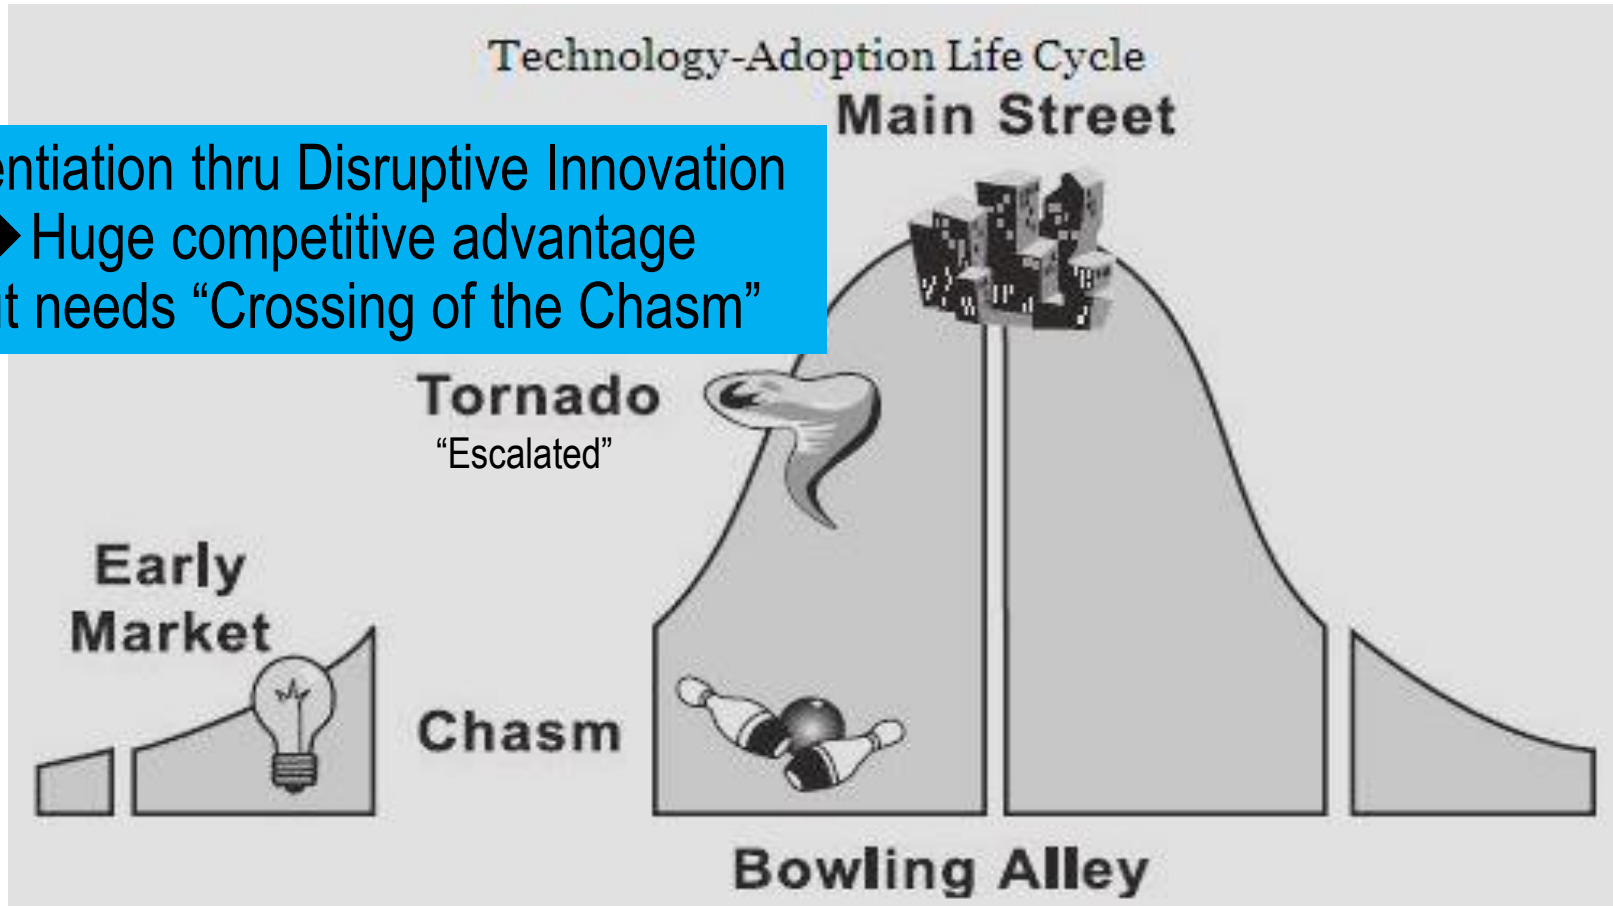 Technology-Adoption Life Cycle
Main Street
entiation thru Disruptive Innovation
Huge competitive advantage
t needs “Crossing of the Chasm”
Tornado
“Escalated”
Early
Market
Chasm
Bowling Alley